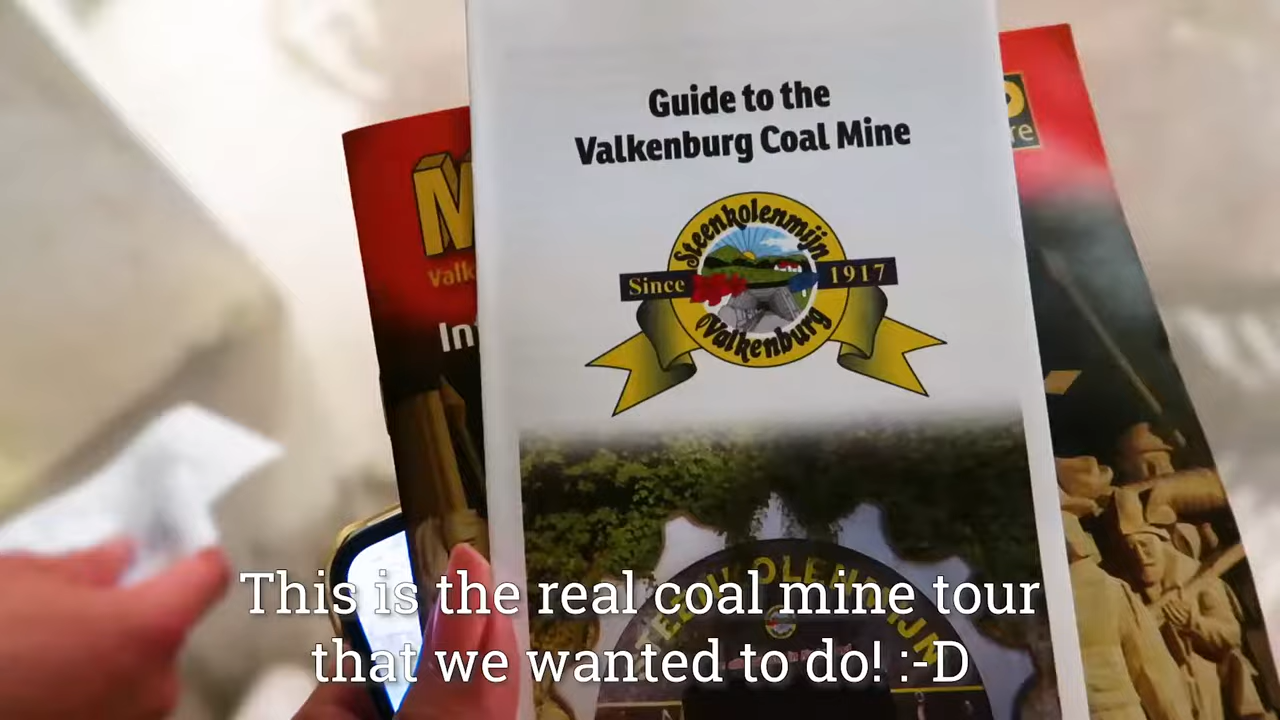 Guide to the
Valkenburg Coal Mine
Steenkolenmijn
Since 1917
Valkenburg
This is the real coal mine tour
that we wanted to do! :-D